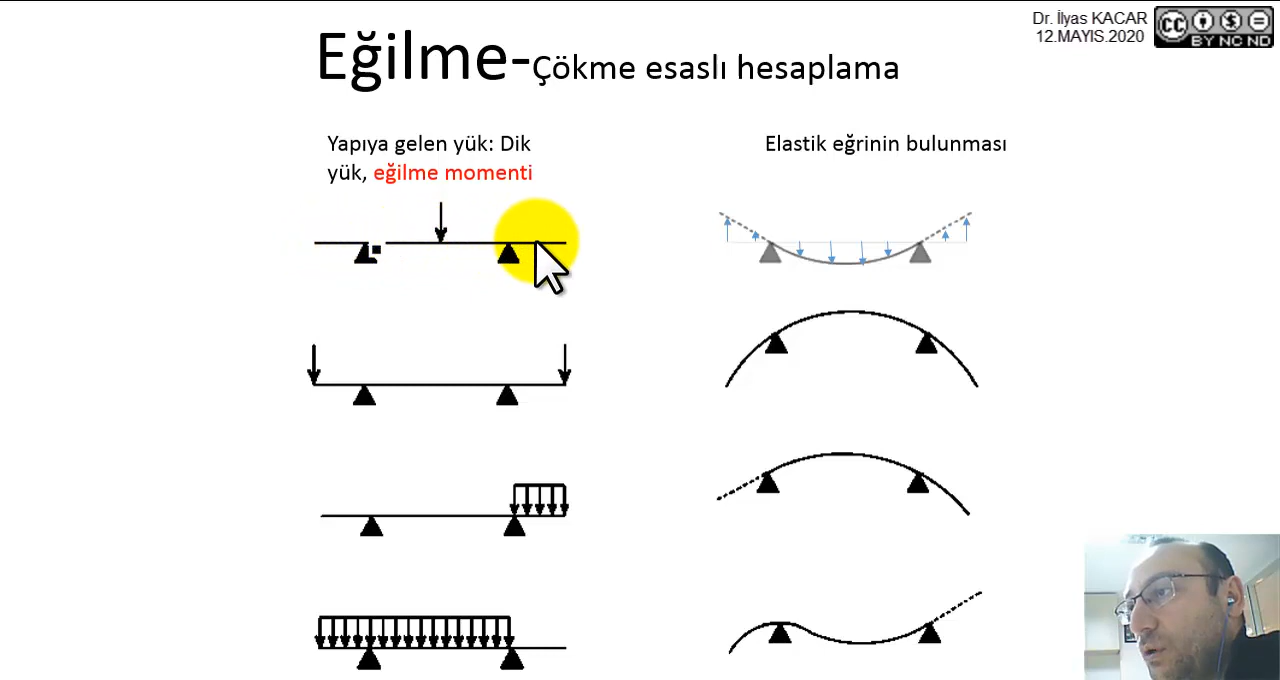 Dr. İlyas KACAR
12.MAYIS.2020
BY NC ND
Eğilme-Çökme esaslı hesaplama
Yapıya gelen yük: Dik
yük, eğilme momenti
Elastik eğrinin bulunması